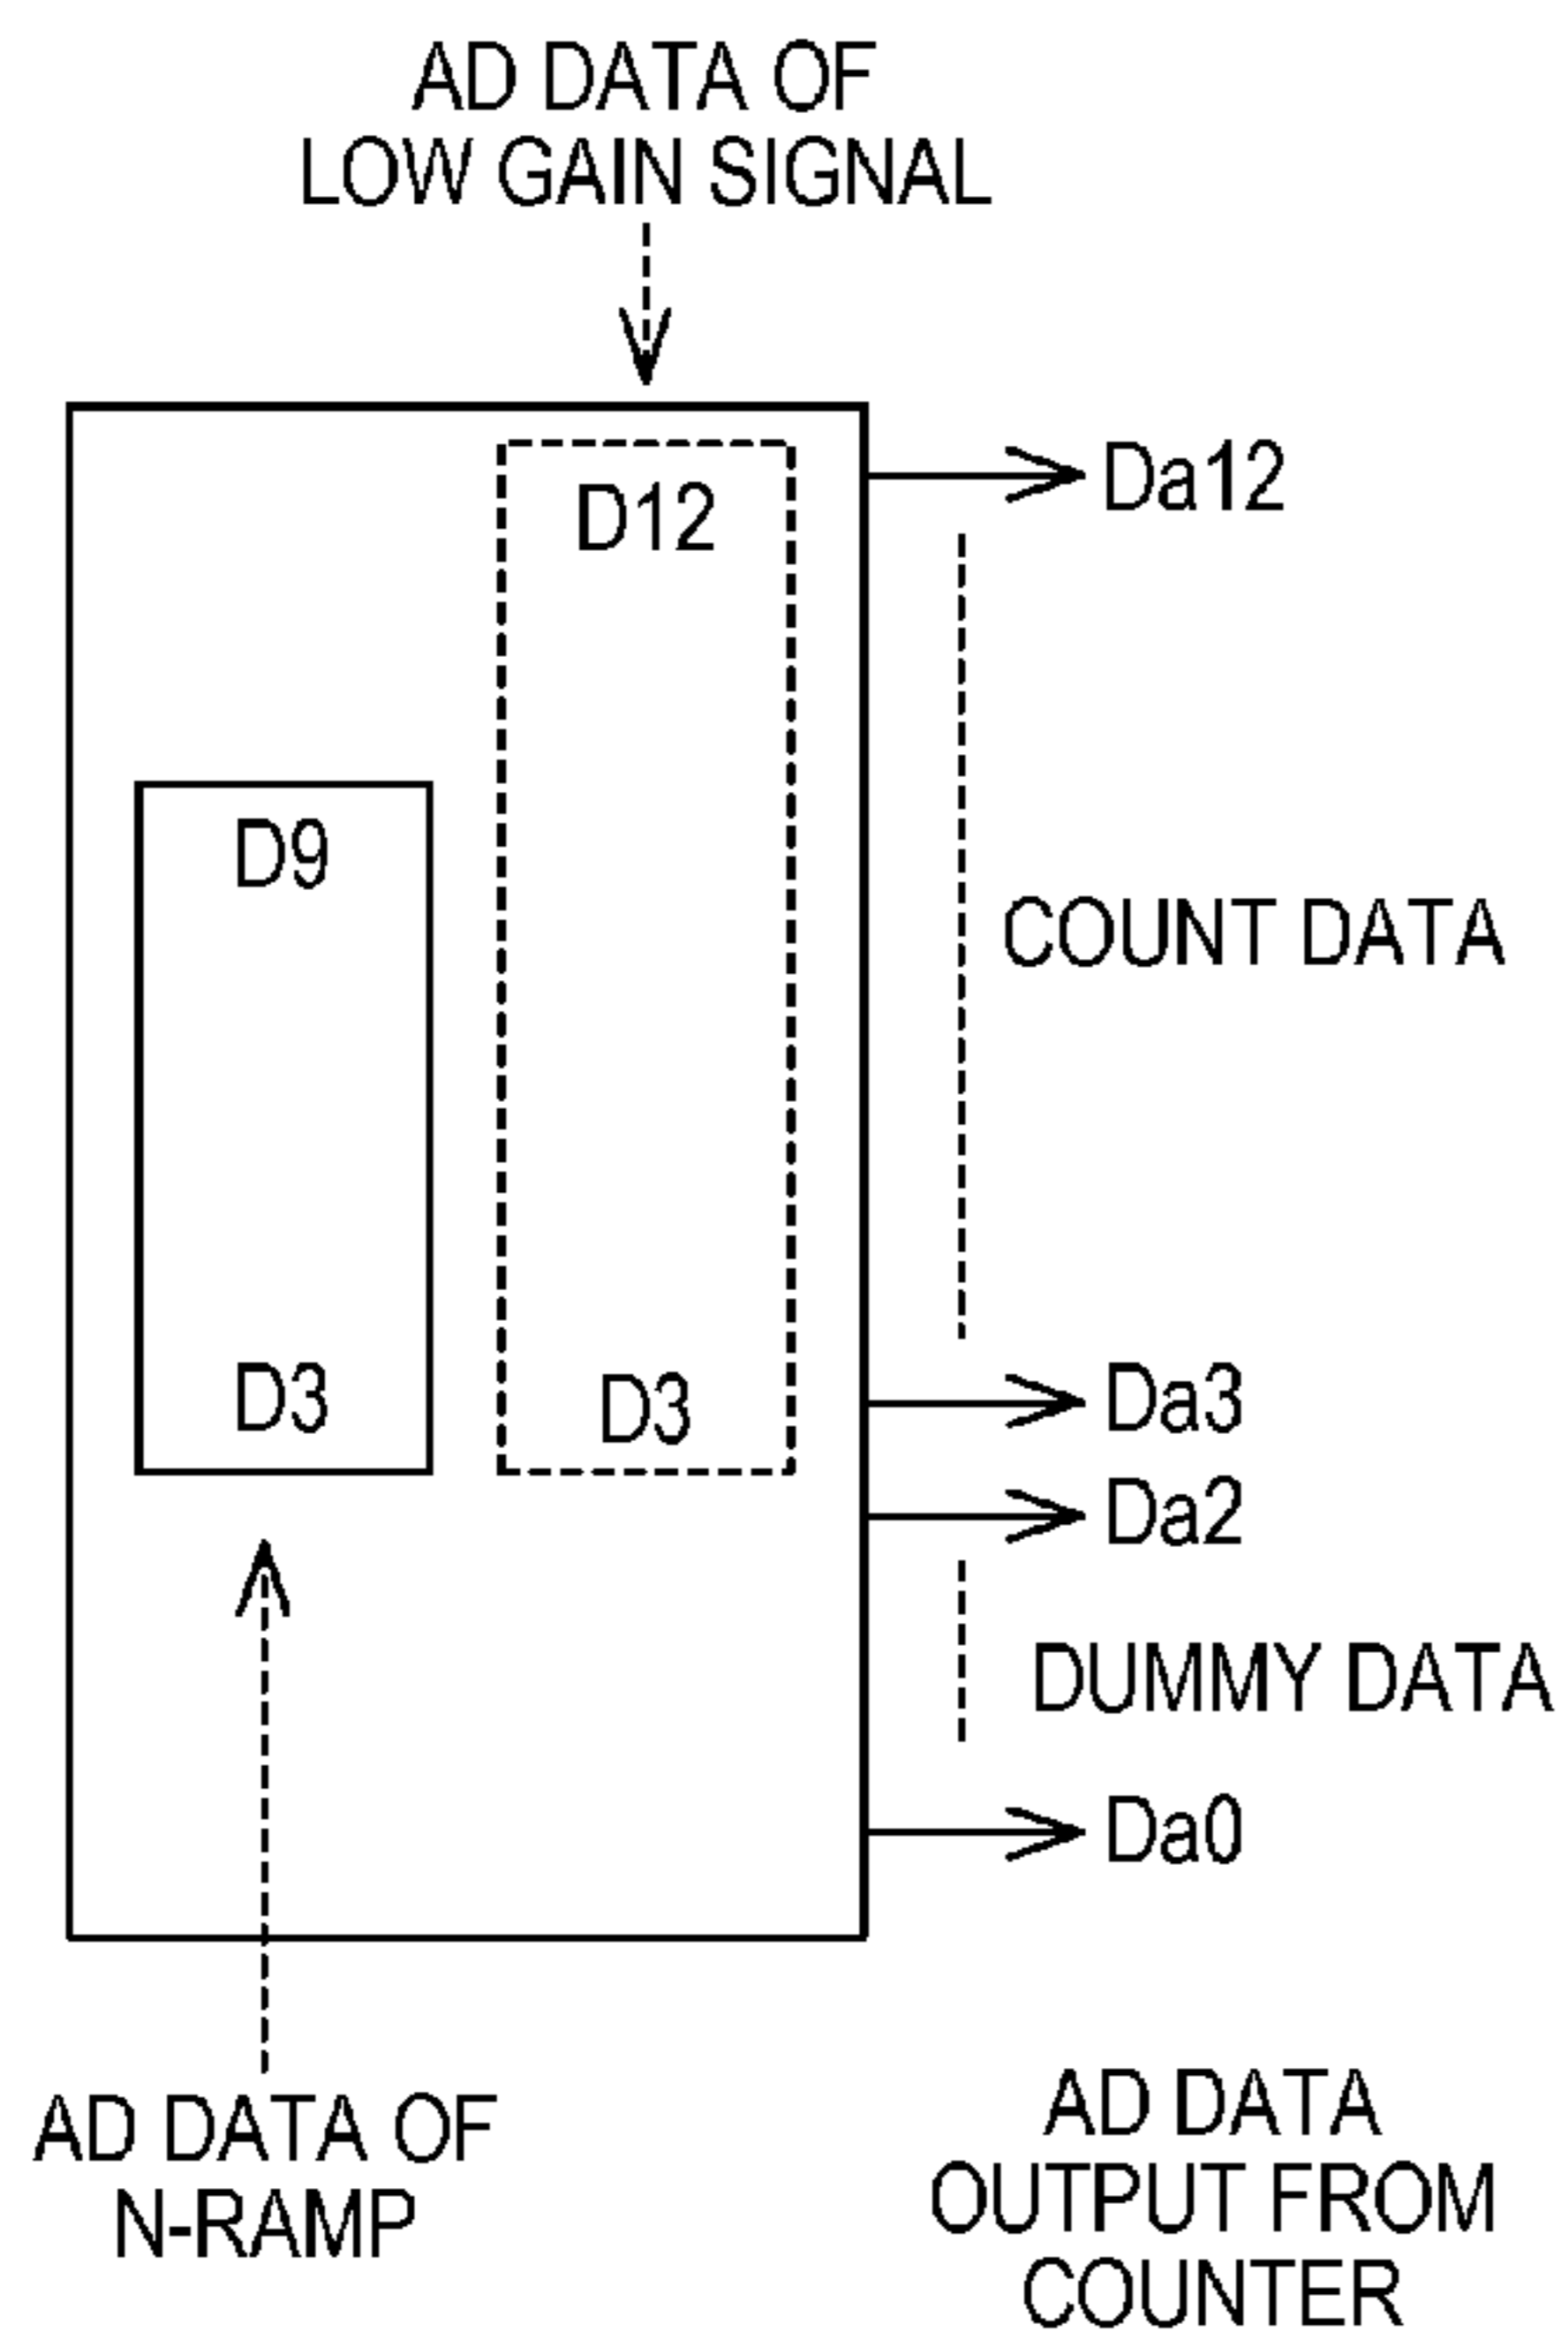 AD DATA OF
LOW GAIN SIGNAL
Da12
D12
D9
COUNT DATA
D3
D3
Da3
Da2
DUMMY DATA
Da0
AD DATA OF
N-RAMP
AD DATA
OUTPUT FROM
COUNTER